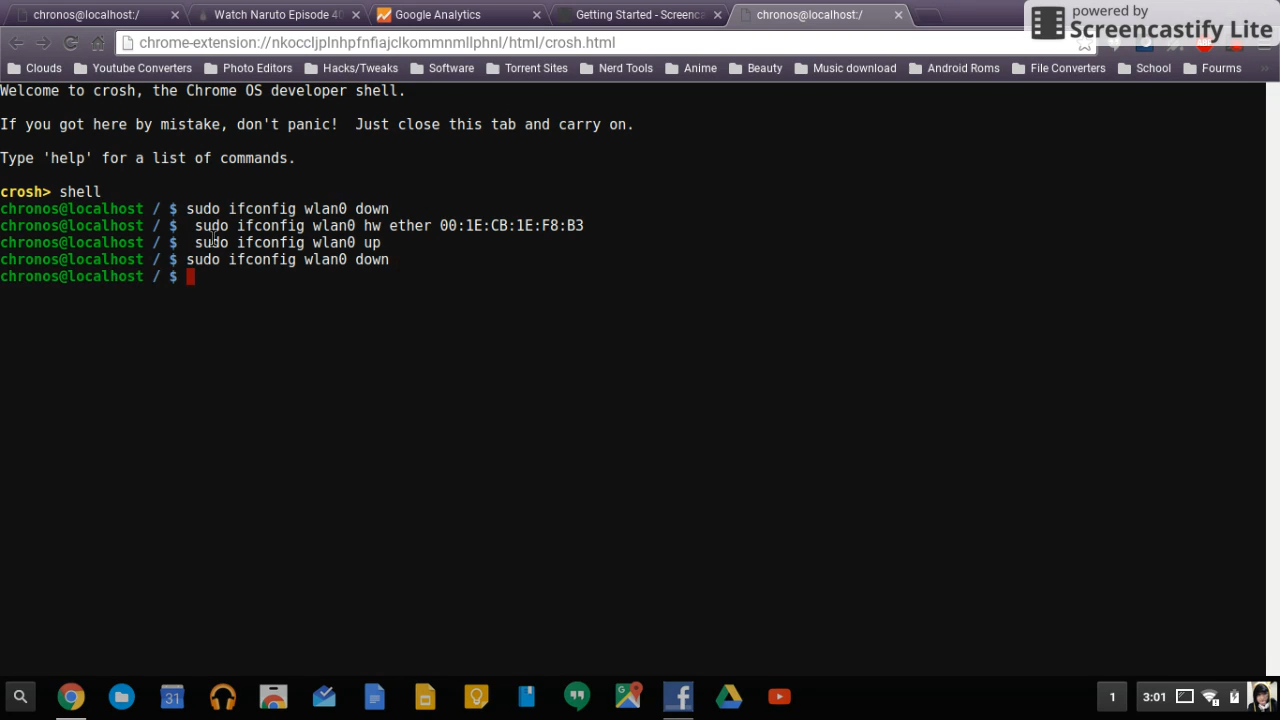 chronos@localhost:/
Watch Naruto Episode 4
Google Analytics
Getting Started - Screenca
chronos@localhost:/
powered by
Screencastify Lite
chrome-extension://nkoccljplnhpfnfiajclkommnmllphnl/html/crosh.html
Clouds
Youtube Converters
Photo Editors
Hacks/Tweaks
Software
Torrent Sites
Nerd Tools
Anime
Beauty
Music download
Android Roms
File Converters
School
Fourms
Welcome to crosh, the Chrome OS developer shell.
If you got here by mistake, don't panic!  Just close this tab and carry on.
Type 'help' for a list of commands.
crosh> shell
chronos@localhost / $ sudo ifconfig wlan0 down
chronos@localhost / $  sudo ifconfig wlan0 hw ether 00:1E:CB:1E:F8:B3
chronos@localhost / $  sudo ifconfig wlan0 up
chronos@localhost / $ sudo ifconfig wlan0 down
chronos@localhost / $
31
1
3:01